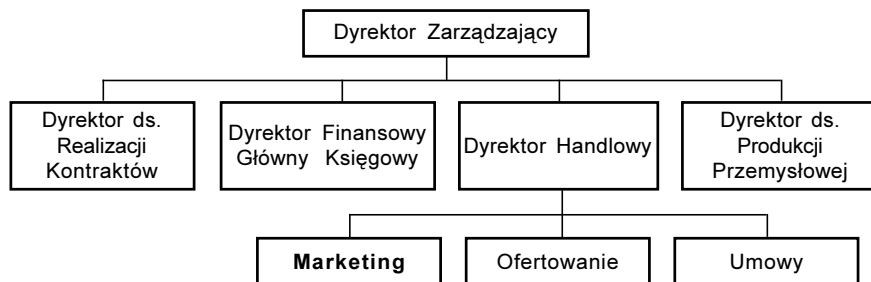 Dyrektor Zarządzający
Dyrektor ds.
Realizacji
Kontraktów
Dyrektor Finansowy
Główny Księgowy
Dyrektor Handlowy
Dyrektor ds.
Produkcji
Przemysłowej
Marketing
Ofertowanie
Umowy